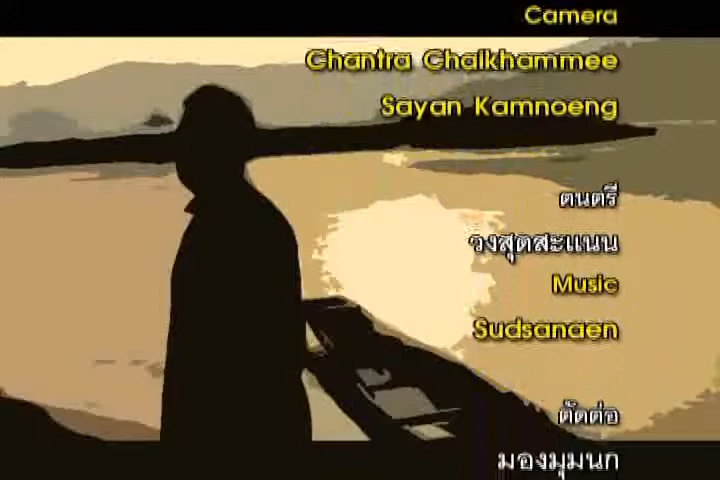 Camera
Chantra Chaikhammee
Sayan Kamnoeng
ดนตรี
วงสุดสะแนน
Music
Sudsanaen
ตัดต่อ
มองมุมนก